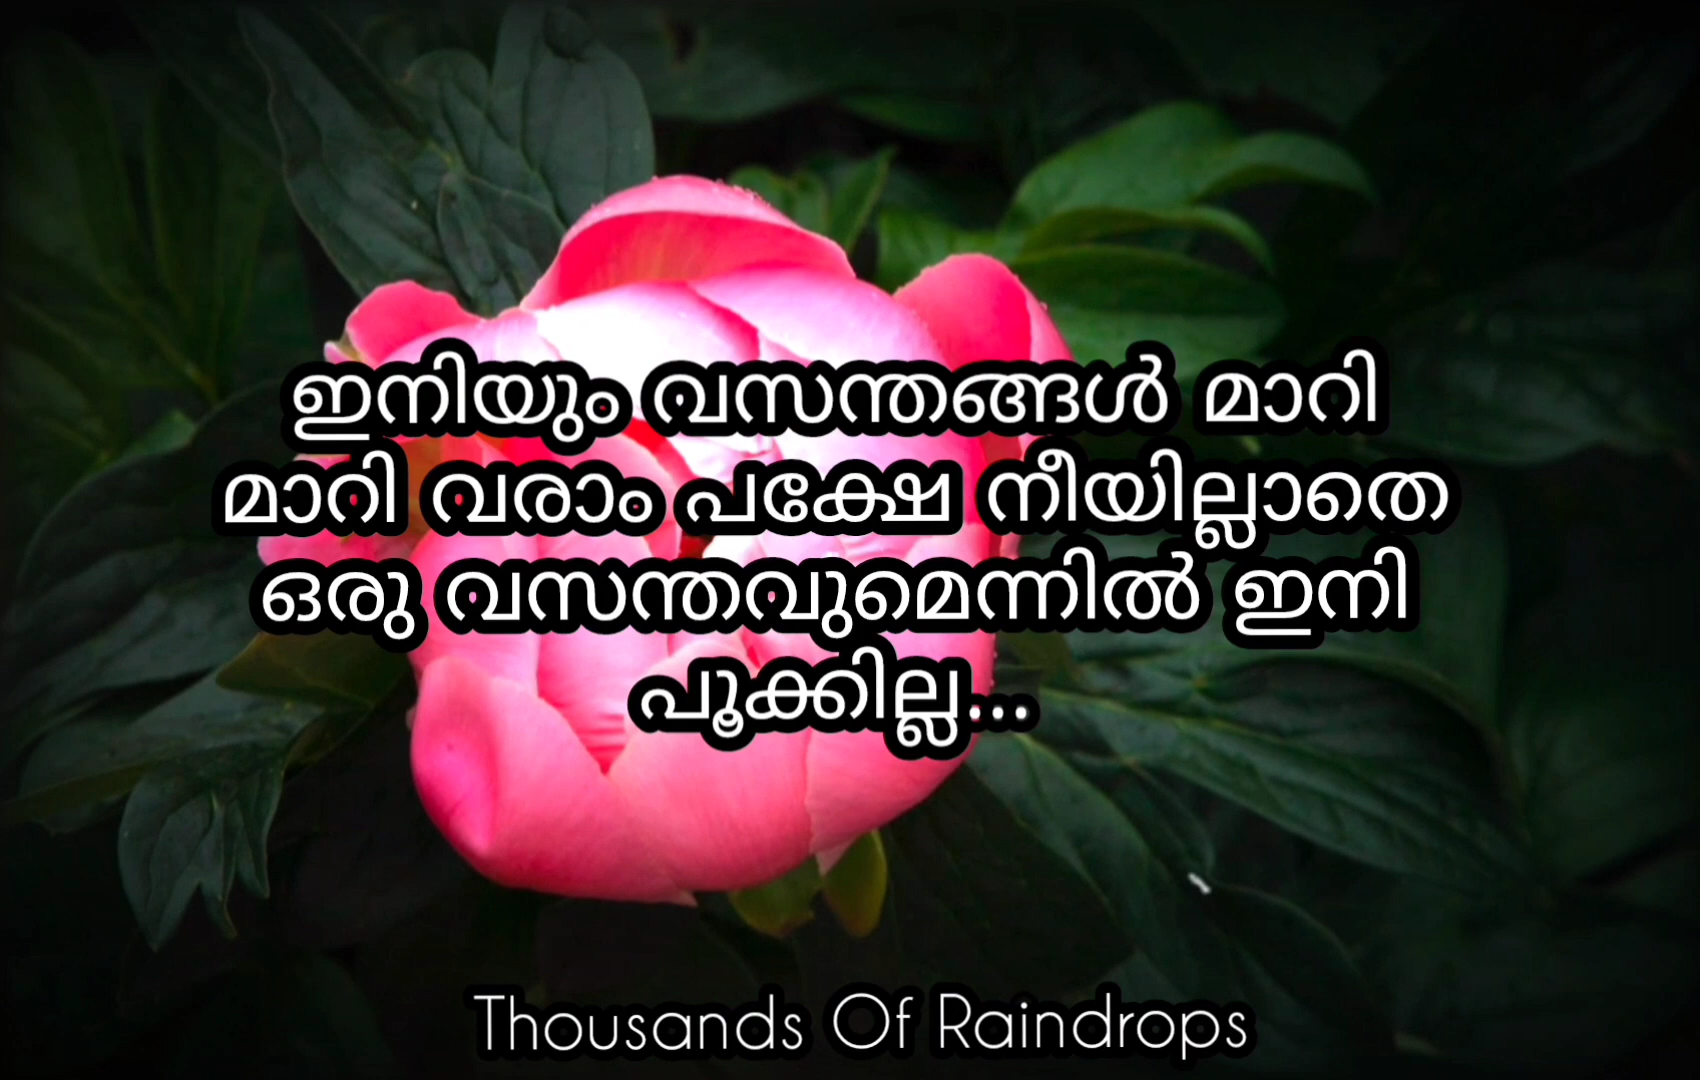 ഇനിയും വസന്തങ്ങൾ മാറി
മാറി വരാം പക്ഷേ നീയില്ലാതെ
ഒരു വസന്തവുമെന്നിൽ ഇനി
പൂക്കില്ല...
Thousands Of Raindrops